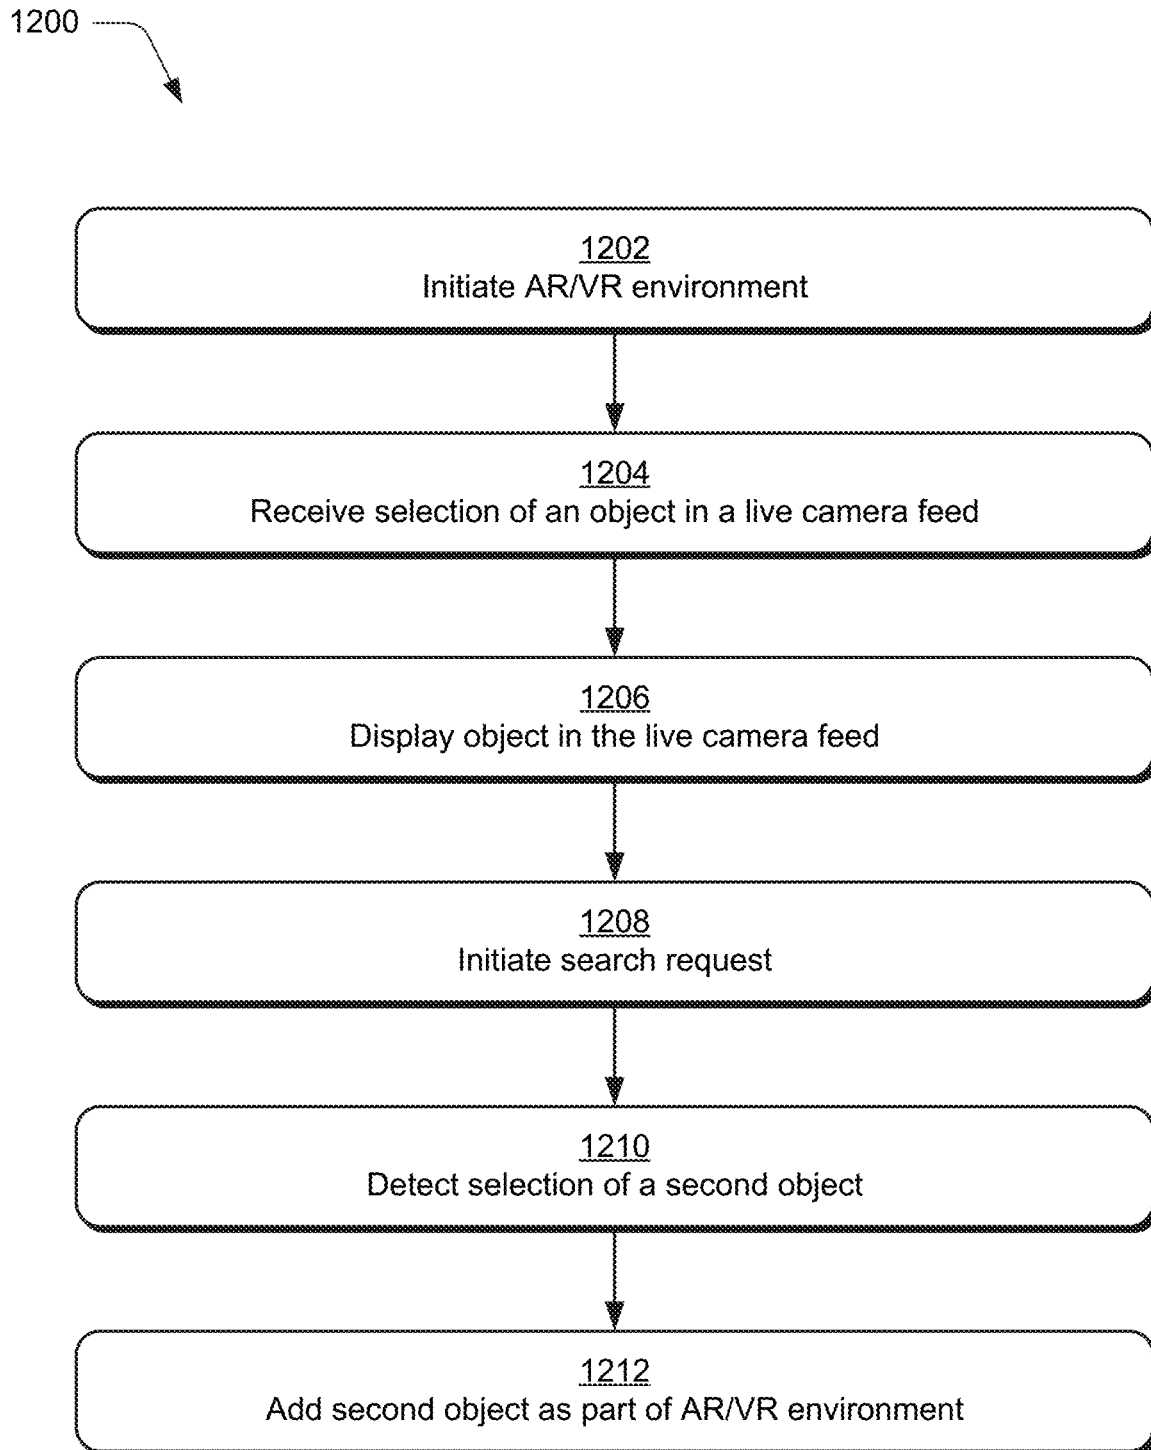 1200
1202
Initiate AR/VR environment
1204
Receive selection of an object in a live camera feed
1206
Display object in the live camera feed
1208
Initiate search request
1210
Detect selection of a second object
1212
Add second object as part of AR/VR environment